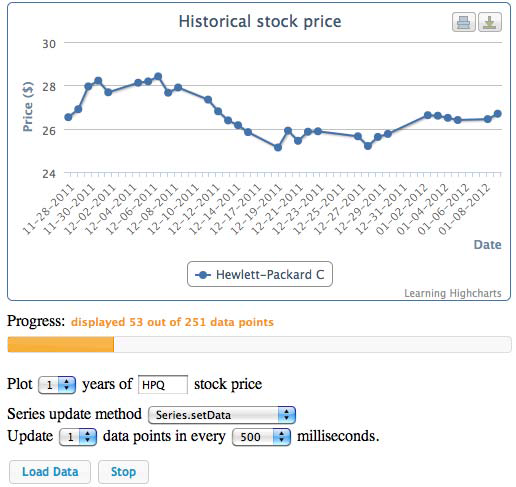 Historical stock price
30
28
26
24
Price ($)
11-28-2011
11-30-2011
12-02-2011
12-04-2011
12-06-2011
12-08-2011
12-10-2011
12-12-2011
12-14-2011
12-17-2011
12-19-2011
12-21-2011
12-23-2011
12-25-2011
12-27-2011
12-29-2011
12-31-2011
01-02-2012
01-04-2012
01-06-2012
01-08-2012
Date
Hewlett-Packard C
Learning Highcharts
Progress: displayed 53 out of 251 data points
Plot 1 years of HPQ stock price
Series update method Series.setData
Update 1 data points in every 500 milliseconds.
Load Data Stop